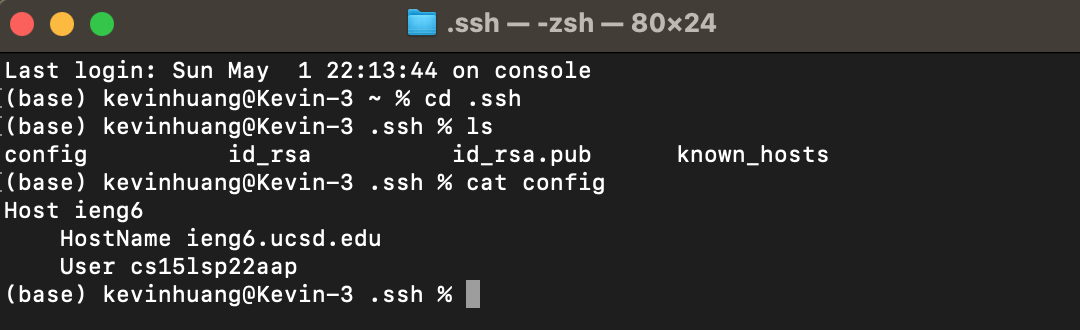 .ssh — -zsh — 80×24
Last login: Sun May  1 22:13:44 on console
(base) kevinhuang@Kevin-3 ~ % cd .ssh
(base) kevinhuang@Kevin-3 .ssh % ls
config          id_rsa          id_rsa.pub      known_hosts
(base) kevinhuang@Kevin-3 .ssh % cat config
Host ieng6
    HostName ieng6.ucsd.edu
    User cs15lsp22aap
(base) kevinhuang@Kevin-3 .ssh %